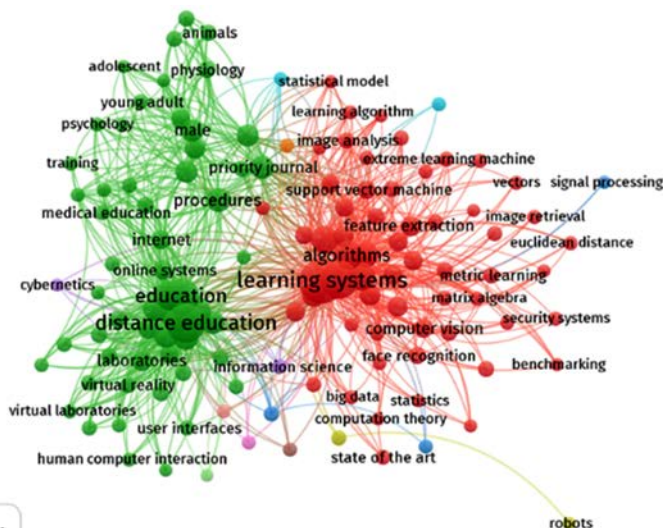 animals
adolescent
physiology
statistical model
young adult
learning algorithm
psychology
male
image analysis
extreme learning machine
training
priority journal
support vector machine
vectors
signal processing
procedures
medical education
feature extraction
image retrieval
internet
euclidean distance
algorithms
online systems
learning systems
metric learning
cybernetics
education
matrix algebra
distance education
security systems
computer vision
laboratories
information science
face recognition
benchmarking
virtual reality
big data
statistics
virtual laboratories
computation theory
user interfaces
human computer interaction
state of the art
robots